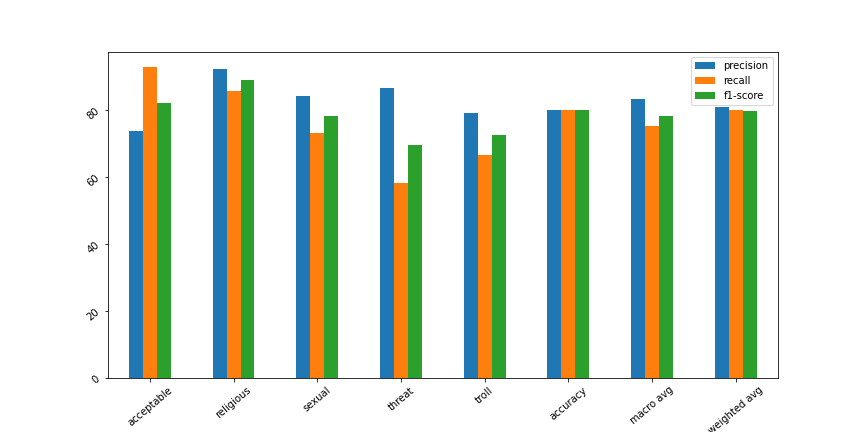 precision
recall
f1-score
80
60
40
20
0
acceptable
religious
sexual
threat
troll
accuracy
macro avg
weighted avg